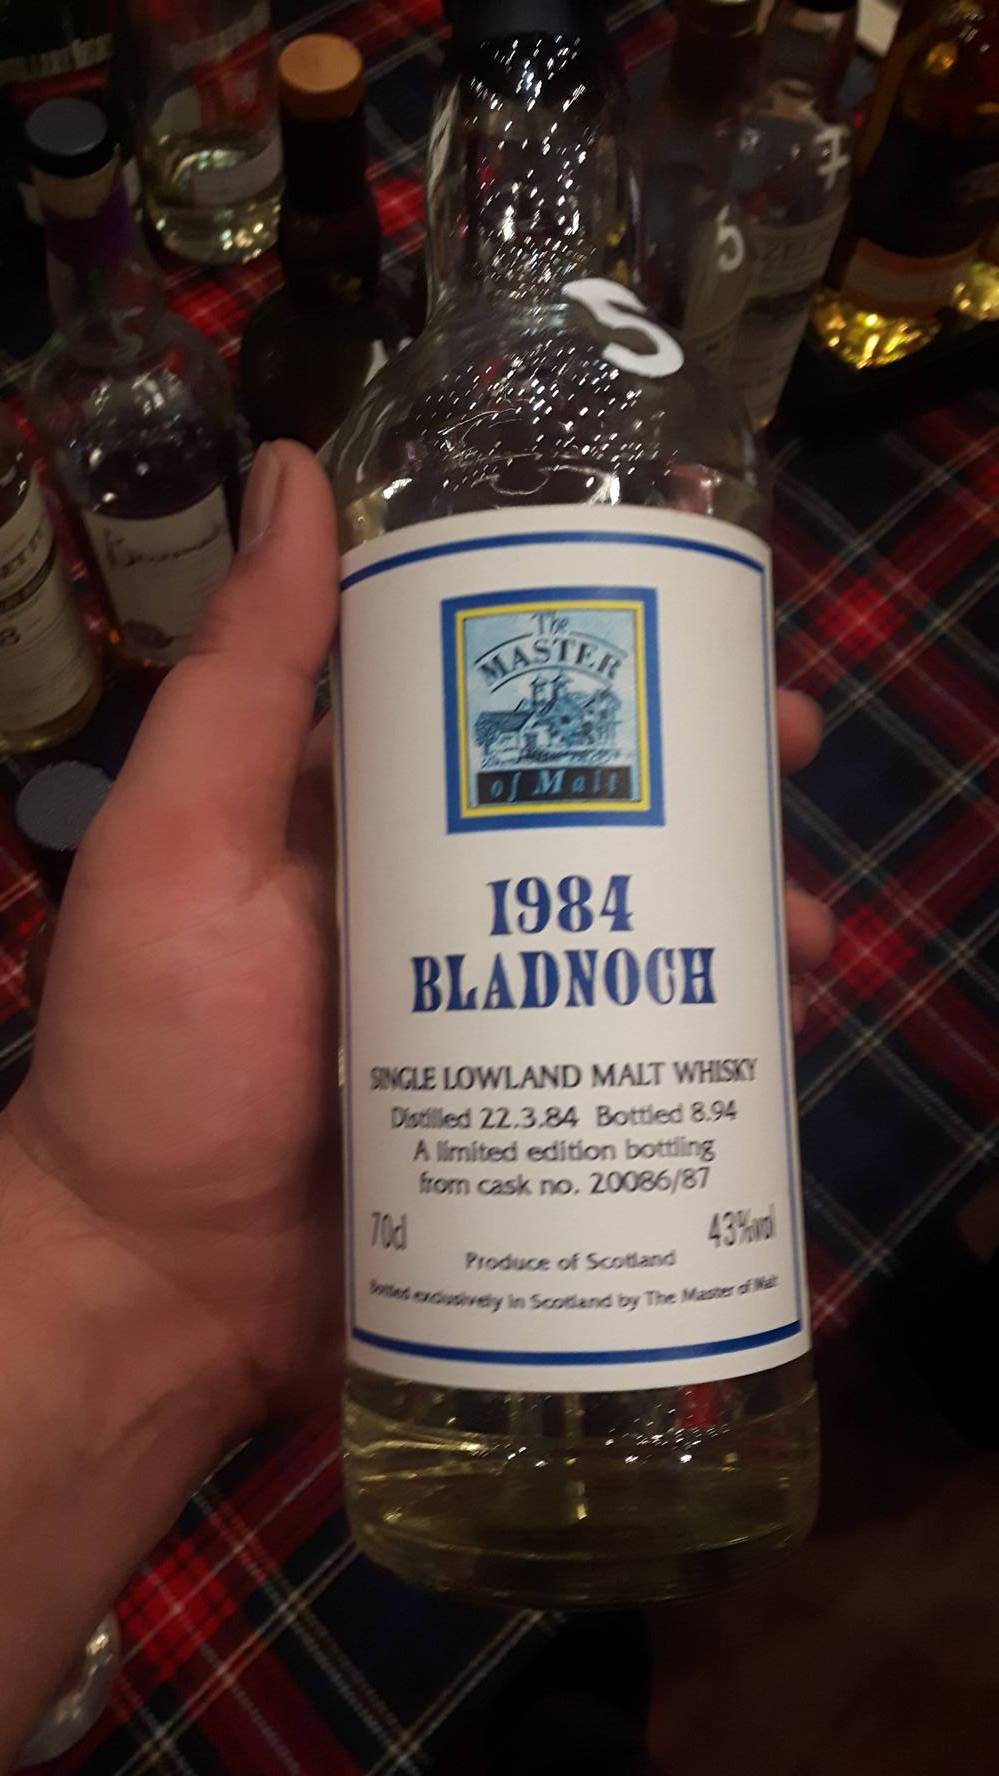 5
The
MASTER
of Malt
1984
BLADNOCH
SINGLE LOWLAND MALT WHISKY
Distilled 22.3.84 Bottled 8.94
A limited edition bottling
from cask no. 20086/87
70cl
43%vol
Produce of Scotland
Bottled exclusively in Scotland by The Master of Malt